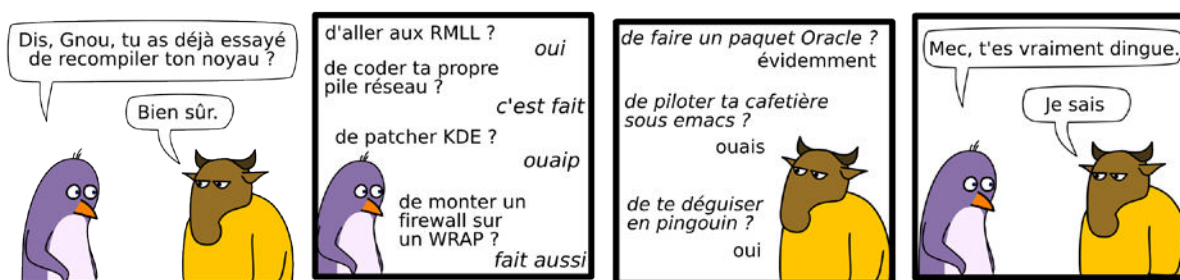 Dis, Gnou, tu as déjà essayé
de recompiler ton noyau ?
Bien sûr.
d'aller aux RMLL ?
oui
de coder ta propre
pile réseau ?
c'est fait
de patcher KDE ?
ouaip
de monter un
firewall sur
un WRAP ?
fait aussi
de faire un paquet Oracle ?
évidemment
de piloter ta cafetière
sous emacs ?
ouais
de te déguiser
en pingouin ?
oui
Mec, t'es vraiment dingue.
Je sais